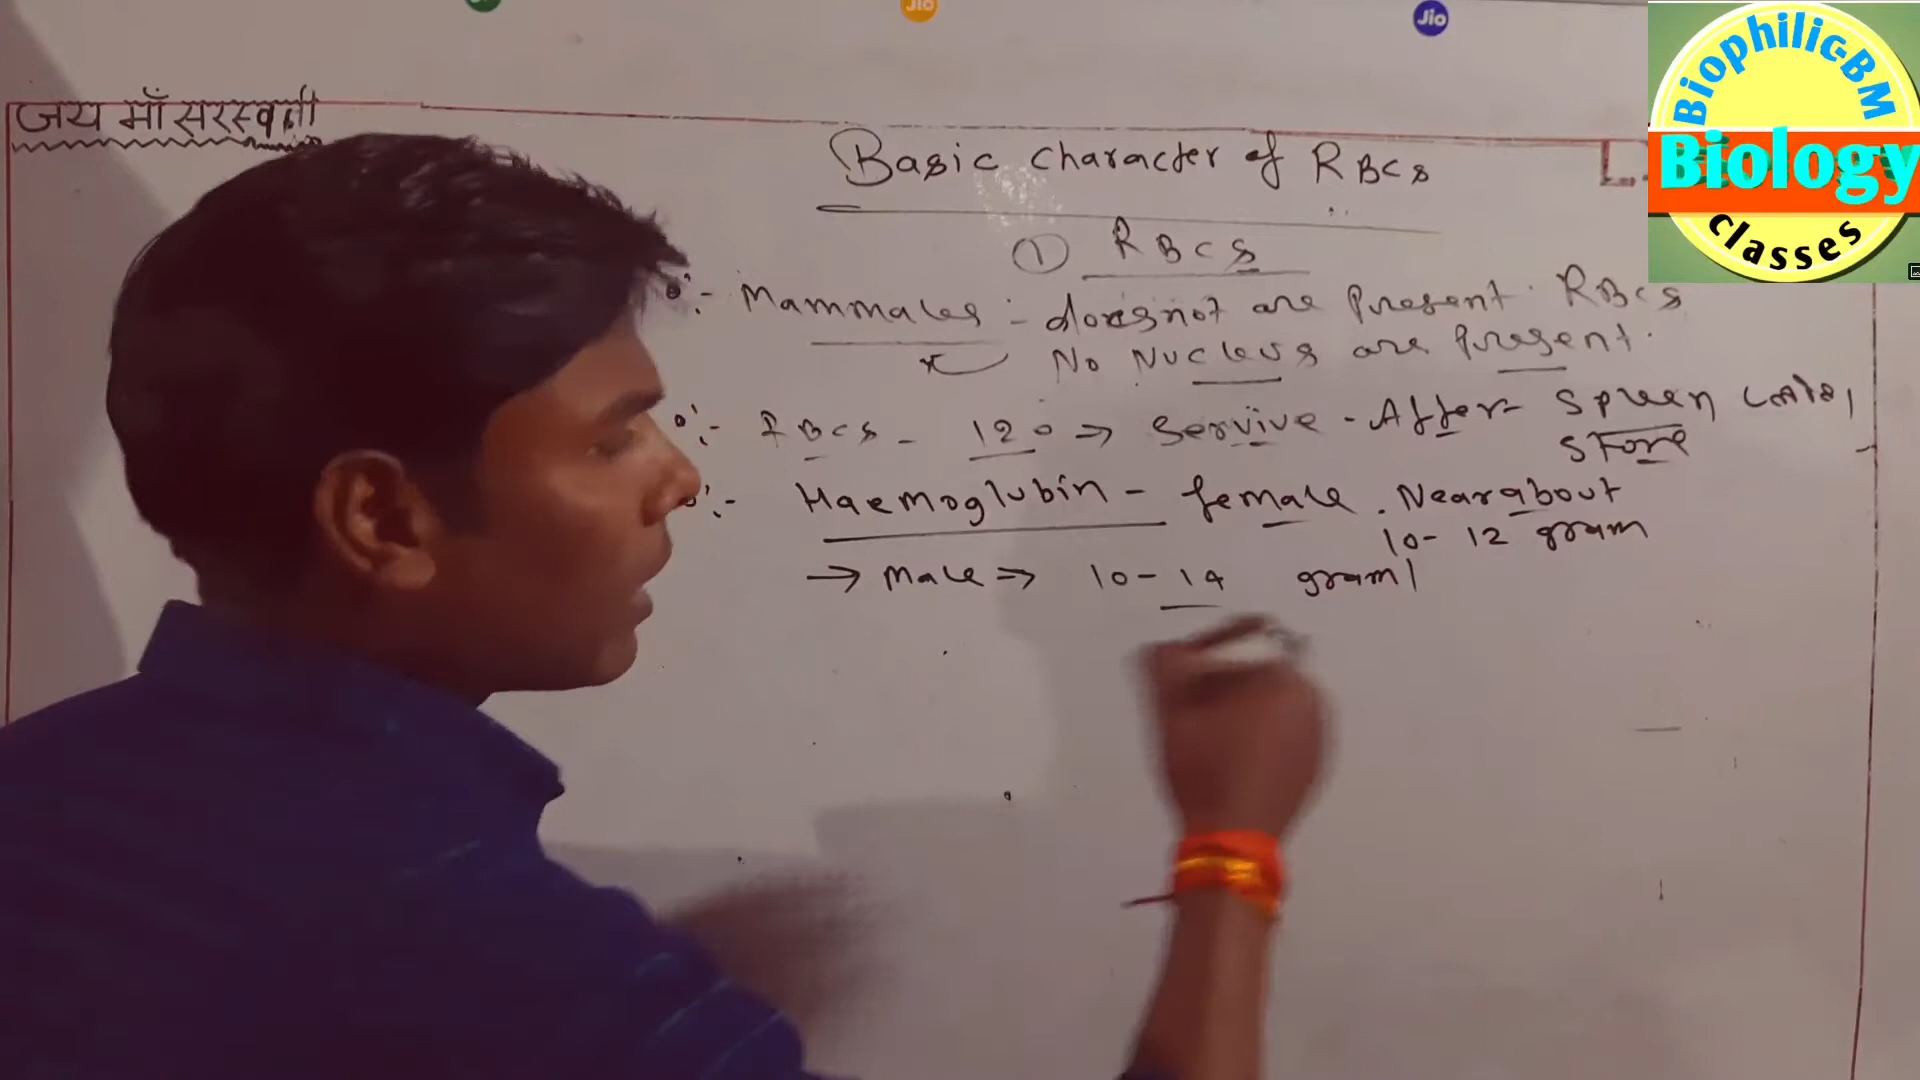 Jio
Jio
Biophilic-BM
Biology
classes
जय माँ सरस्वती
Basic character of RBCs
① RBCs
Mammales - doesnot are Present. RBCs
No Nucleus are Present.
RBCs - 120 => Servive - After Spleen
Store
Haemoglubin - female. Nearabout
10-12 gram
→ Male => 10-14 gram